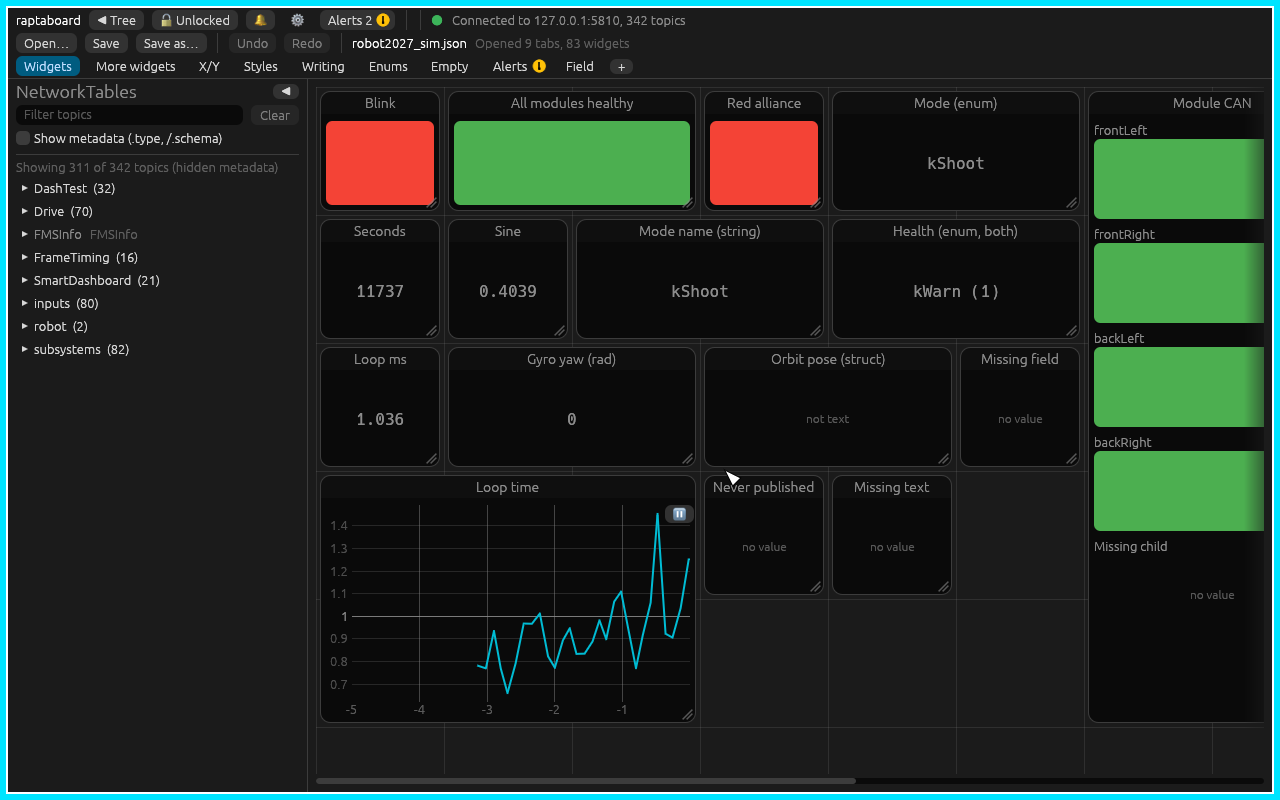 raptaboard ◀ Tree 🔓 Unlocked 🔔 ⚙ Alerts 2 Connected to 127.0.0.1:5810, 342 topics
Open… Save Save as… Undo Redo robot2027_sim.json Opened 9 tabs, 83 widgets
Widgets More widgets X/Y Styles Writing Enums Empty Alerts Field +
NetworkTables ◀
Filter topics Clear
Show metadata (.type, /.schema)
Showing 311 of 342 topics (hidden metadata)
DashTest (32)
Drive (70)
FMSInfo FMSInfo
FrameTiming (16)
SmartDashboard (21)
inputs (80)
robot (2)
subsystems (82)
Blink
All modules healthy
Red alliance
Mode (enum)
kShoot
Seconds
11737
Sine
0.4039
Mode name (string)
kShoot
Health (enum, both)
kWarn (1)
Loop ms
1.036
Gyro yaw (rad)
0
Orbit pose (struct)
not text
Missing field
no value
Loop time
1.4
1.3
1.2
1.1
1
0.9
0.8
0.7
-5 -4 -3 -2 -1
Never published
no value
Missing text
no value
Module CAN
frontLeft
frontRight
backLeft
backRight
Missing child
no value